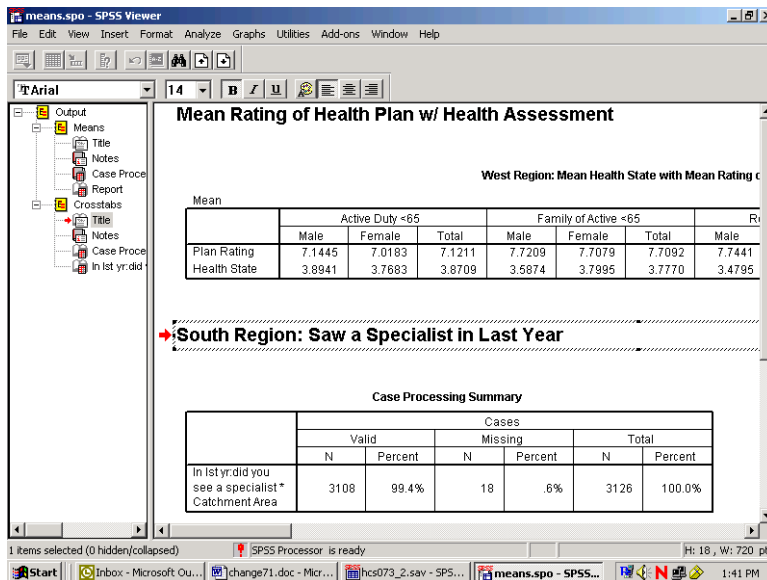 means.spo - SPSS Viewer
File Edit View Insert Format Analyze Graphs Utilities Add-ons Window Help
Arial 14 B I U
Output
Means
Title
Notes
Case Proce
Report
Crosstabs
Title
Notes
Case Proce
In lst yr:did
Mean Rating of Health Plan w/ Health Assessment
West Region: Mean Health State with Mean Rating
Mean
Active Duty <65 Family of Active <65
Male Female Total Male Female Total Male
Plan Rating 7.1445 7.0183 7.1211 7.7209 7.7079 7.7092 7.7441
Health State 3.8941 3.7683 3.8709 3.5874 3.7995 3.7770 3.4795
South Region: Saw a Specialist in Last Year
Case Processing Summary
Cases
Valid Missing Total
N Percent N Percent N Percent
In lst yr:did you
see a specialist *
Catchment Area
3108 99.4% 18 .6% 3126 100.0%
1 items selected (0 hidden/collapsed) SPSS Processor is ready H: 18 , W: 720 pt
Start Inbox - Microsoft Ou... change71.doc - Micr... hcs073_2.sav - SPS... means.spo - SPSS... N 1:41 PM